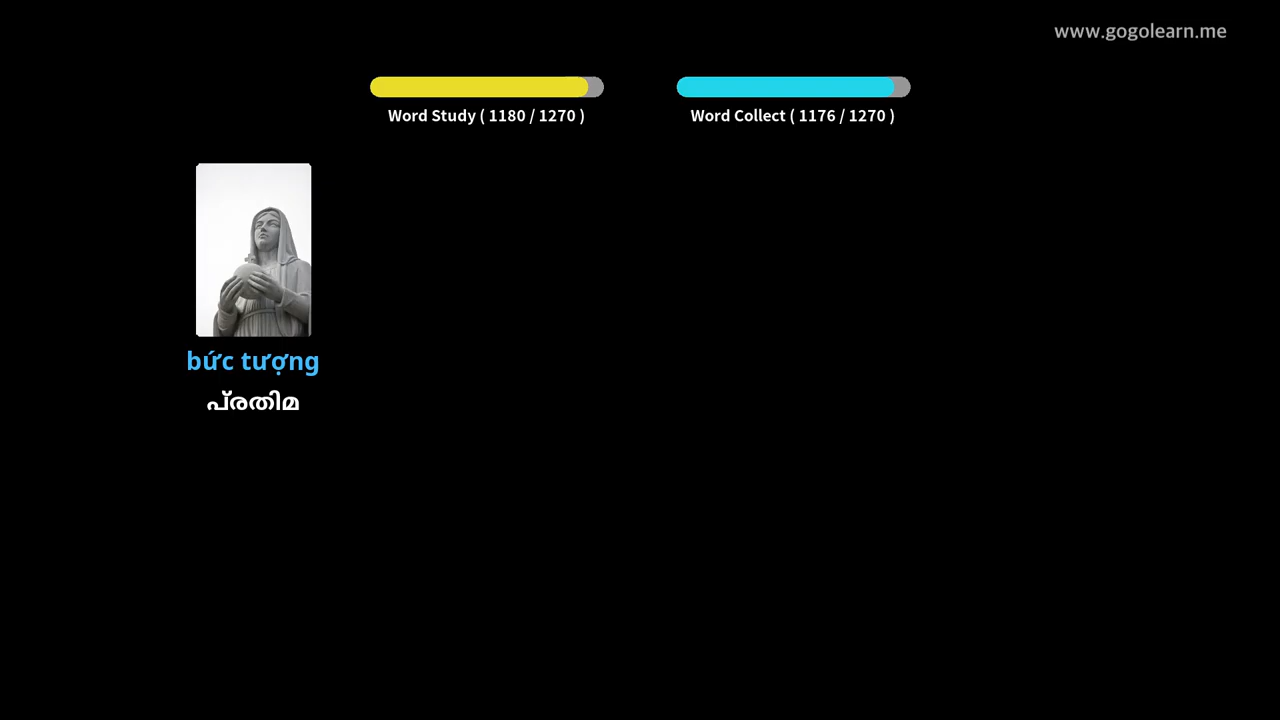 www.gogolearn.me
Word Study ( 1180 / 1270 )
Word Collect ( 1176 / 1270 )
bức tượng
പ്രതിമ